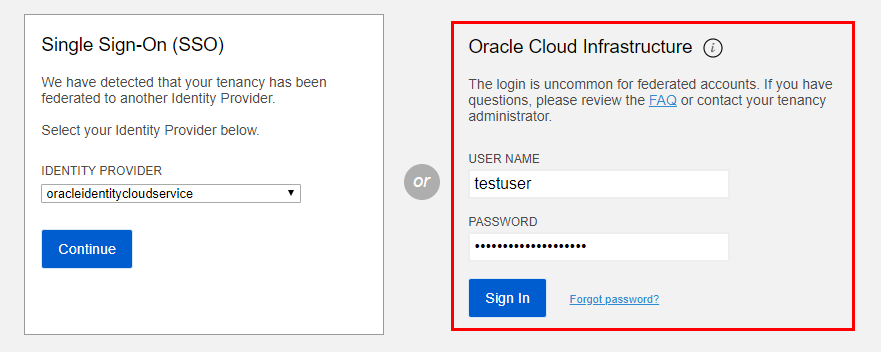 Single Sign-On (SSO)
We have detected that your tenancy has been
federated to another Identity Provider.
Select your Identity Provider below.
IDENTITY PROVIDER
oracleidentitycloudservice
Continue
or
Oracle Cloud Infrastructure
The login is uncommon for federated accounts. If you have
questions, please review the FAQ or contact your tenancy
administrator.
USER NAME
testuser
PASSWORD
••••••••••••••••••••
Sign In
Forgot password?